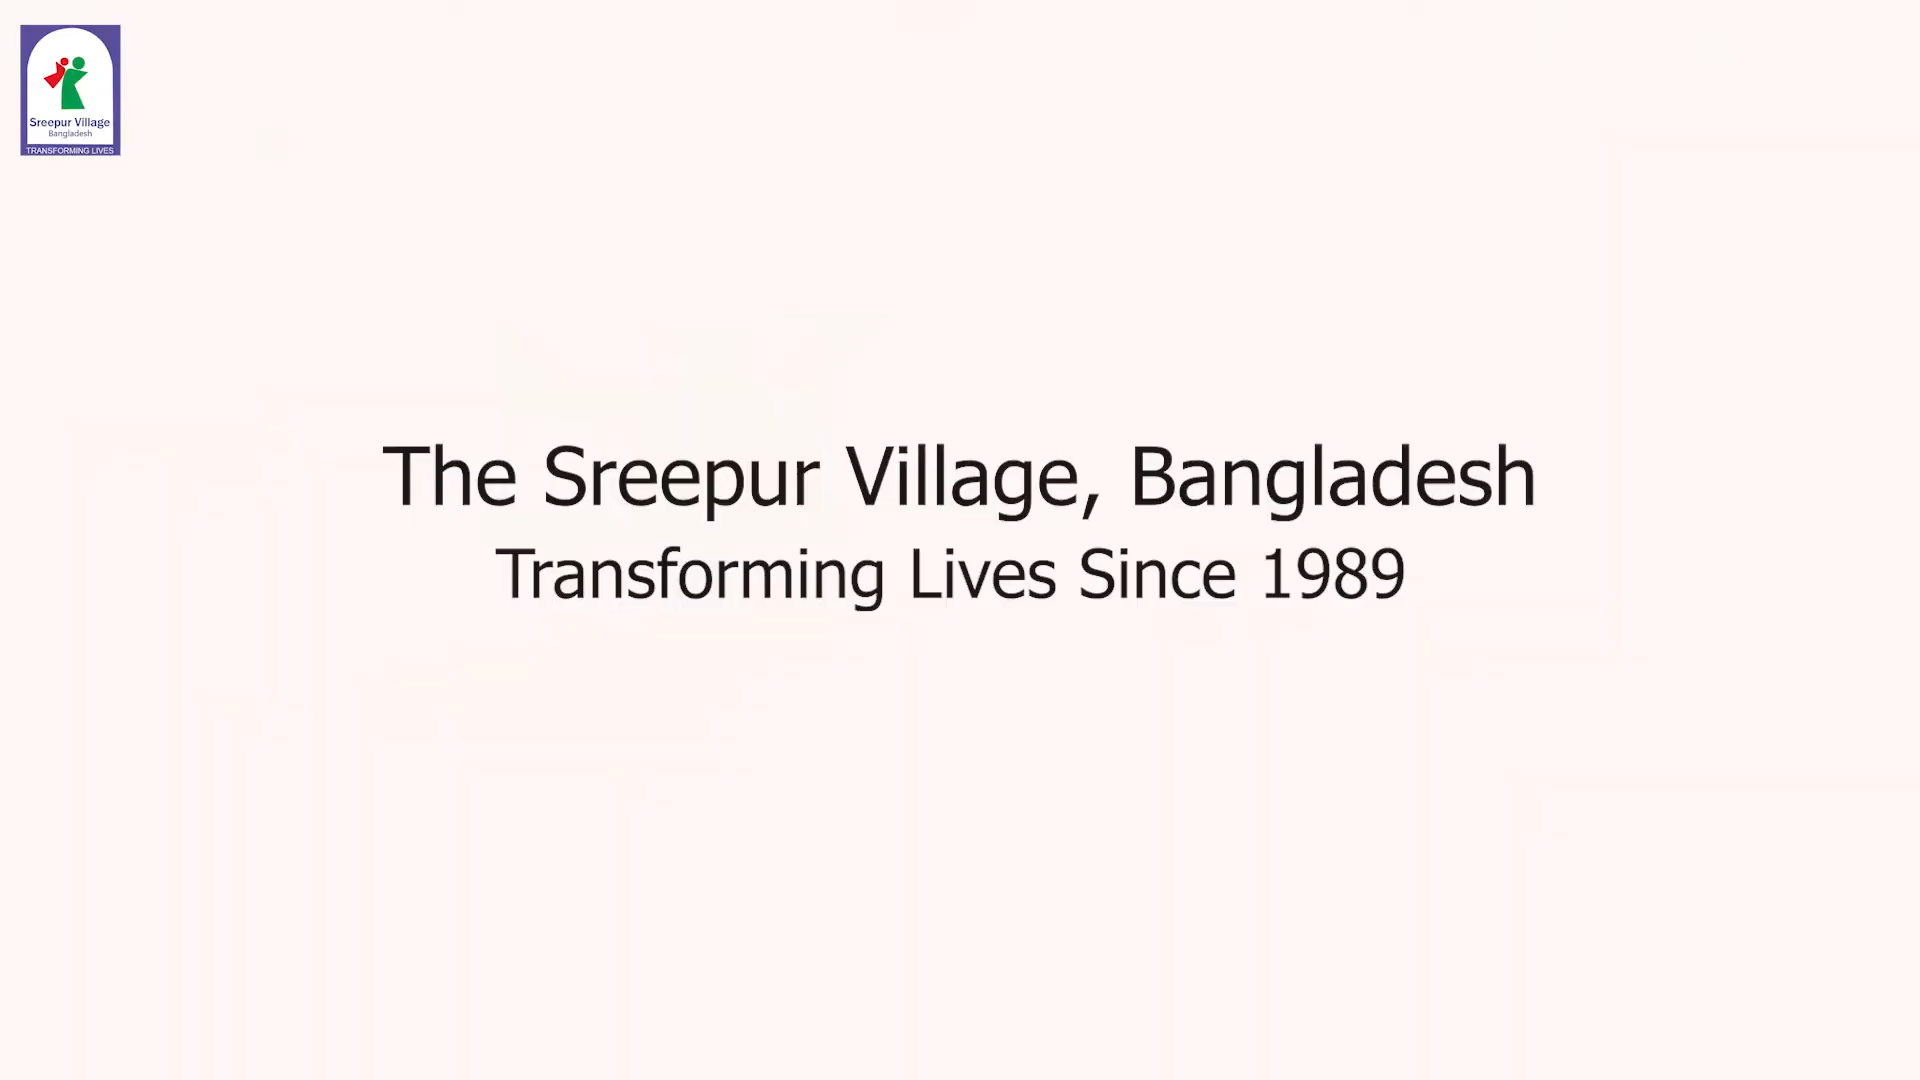 Sreepur Village
Bangladesh
TRANSFORMING LIVES
The Sreepur Village, Bangladesh
Transforming Lives Since 1989